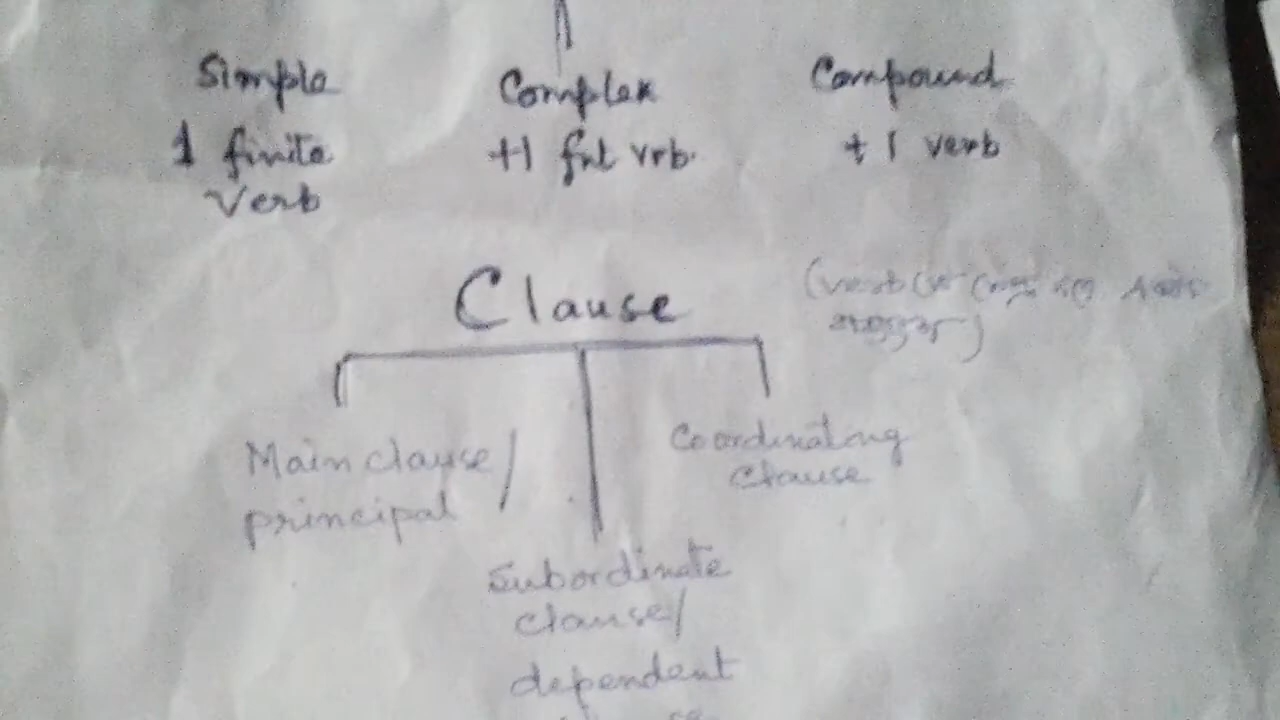 Simple
Complex
Compound
1 finite
verb
+1 fnt vrb.
+ 1 verb
Clause
(verb
Main clause/
principal
Coordinating
clause
Subordinate
clause/
dependent